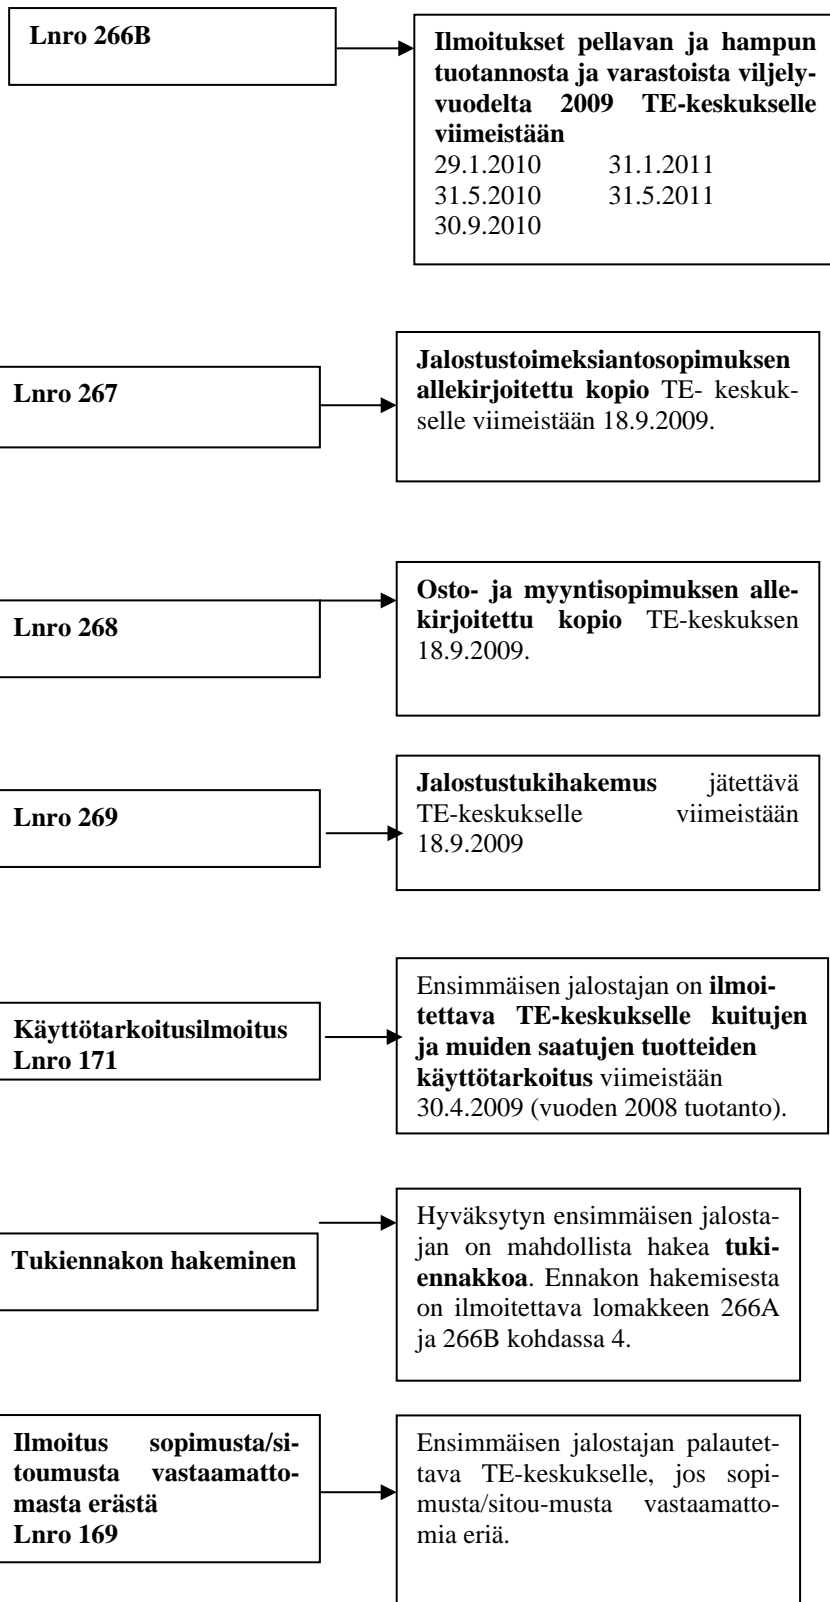 Lnro 266B
Ilmoitukset pellavan ja hampun
tuotannosta ja varastoista viljely-
vuodelta 2009 TE-keskukselle
viimeistään
29.1.2010 31.1.2011
31.5.2010 31.5.2011
30.9.2010
Lnro 267
Jalostustoimeksiantosopimuksen
allekirjoitettu kopio TE- keskuk-
selle viimeistään 18.9.2009.
Lnro 268
Osto- ja myyntisopimuksen alle-
kirjoitettu kopio TE-keskuksen
18.9.2009.
Lnro 269
Jalostustukihakemus jätettävä
TE-keskukselle viimeistään
18.9.2009
Käyttötarkoitusilmoitus
Lnro 171
Ensimmäisen jalostajan on ilmoi-
tettava TE-keskukselle kuitujen
ja muiden saatujen tuotteiden
käyttötarkoitus viimeistään
30.4.2009 (vuoden 2008 tuotanto).
Tukiennakon hakeminen
Hyväksytyn ensimmäisen jalosta-
jan on mahdollista hakea tuki-
ennakkoa. Ennakon hakemisesta
on ilmoitettava lomakkeen 266A
ja 266B kohdassa 4.
Ilmoitus sopimusta/si-
toumusta vastaamatto-
masta erästä
Lnro 169
Ensimmäisen jalostajan palautet-
tava TE-keskukselle, jos sopi-
musta/sitou-musta vastaamatto-
mia eriä.